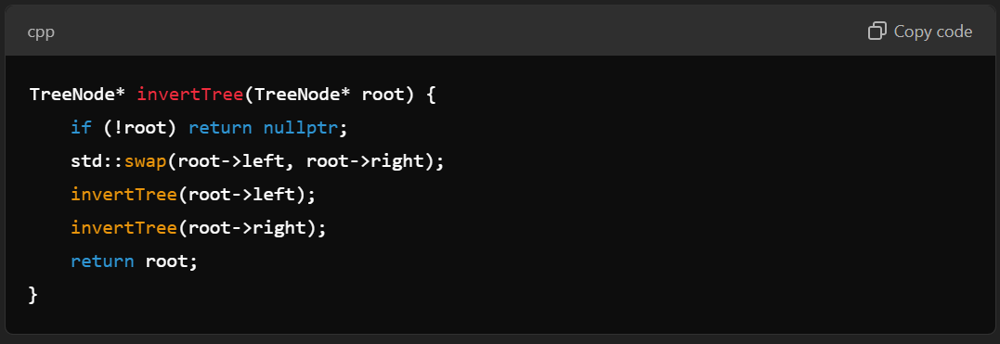 cpp
Copy code
TreeNode* invertTree(TreeNode* root) {
    if (!root) return nullptr;
    std::swap(root->left, root->right);
    invertTree(root->left);
    invertTree(root->right);
    return root;
}